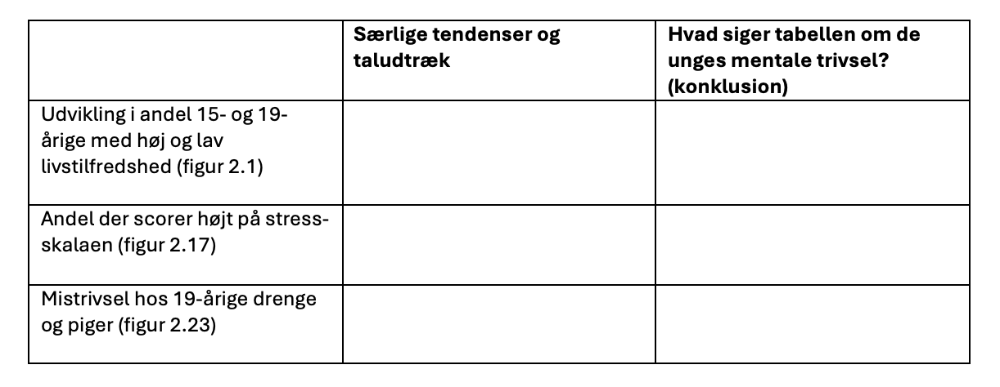 Særlige tendenser og
taludtræk
Hvad siger tabellen om de
unges mentale trivsel?
(konklusion)
Udvikling i andel 15- og 19-
årige med høj og lav
livstilfredshed (figur 2.1)
Andel der scorer højt på stress-
skalaen (figur 2.17)
Mistrivsel hos 19-årige drenge
og piger (figur 2.23)